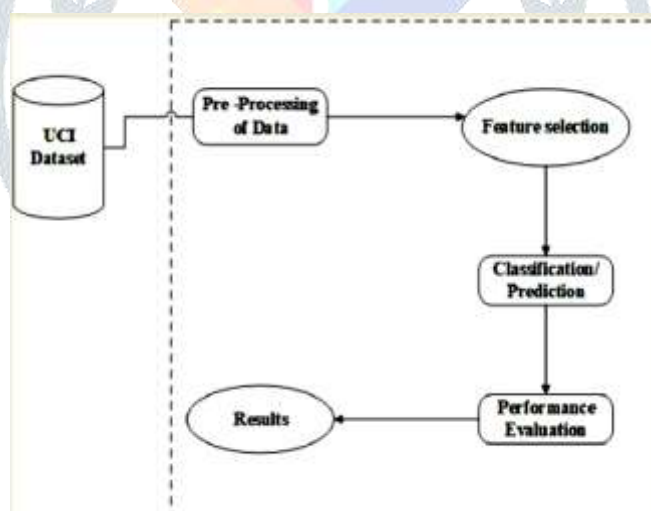 UCI
Dataset
Pre -Processing
of Data
Feature selection
Classification/
Prediction
Performance
Evaluation
Results